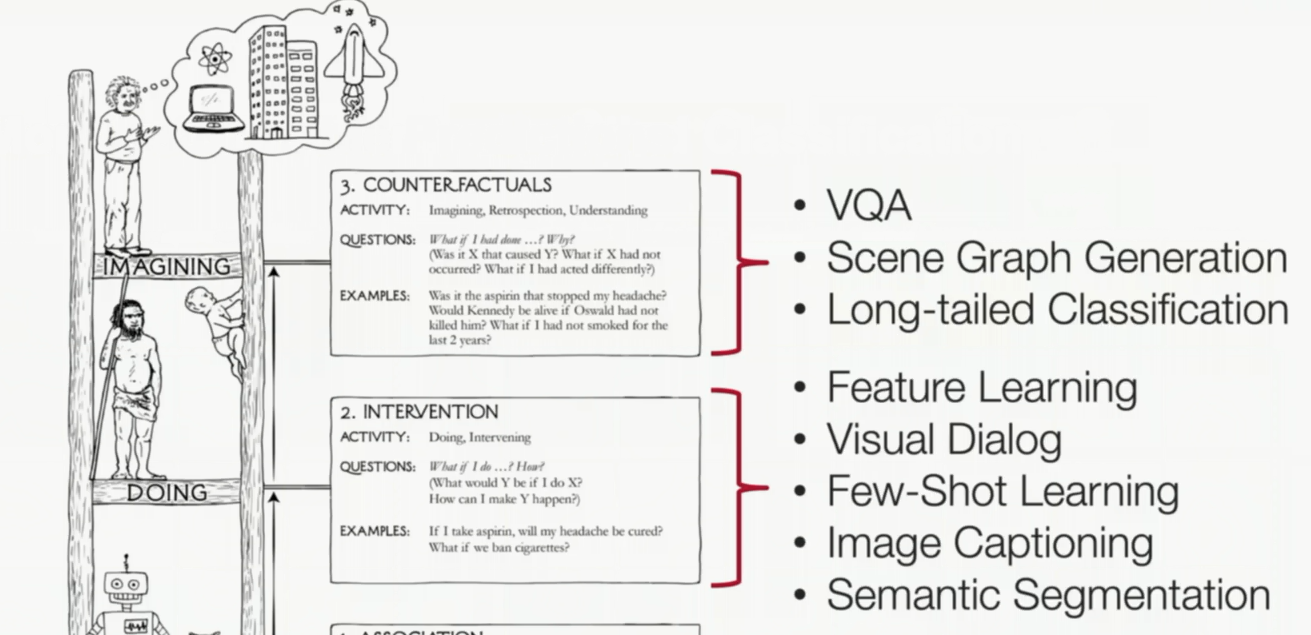 IMAGINING
DOING
3. COUNTERFACTUALS
ACTIVITY: Imagining, Retrospection, Understanding
QUESTIONS: What if I had done ...? Why?
(Was it X that caused Y? What if X had not
occurred? What if I had acted differently?)
EXAMPLES: Was it the aspirin that stopped my headache?
Would Kennedy be alive if Oswald had not
killed him? What if I had not smoked for the
last 2 years?
2. INTERVENTION
ACTIVITY: Doing, Intervening
QUESTIONS: What if I do ...? How?
(What would Y be if I do X?
How can I make Y happen?)
EXAMPLES: If I take aspirin, will my headache be cured?
What if we ban cigarettes?
1. ASSOCIATION
• VQA
• Scene Graph Generation
• Long-tailed Classification
• Feature Learning
• Visual Dialog
• Few-Shot Learning
• Image Captioning
• Semantic Segmentation